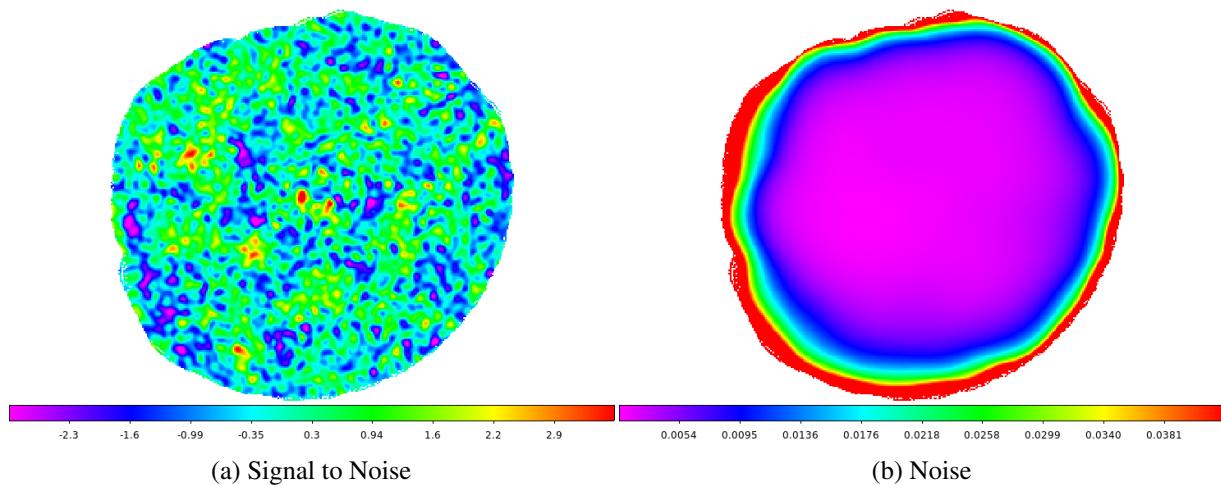 -2.3 -1.6 -0.99 -0.35 0.3 0.94 1.6 2.2 2.9
0.0054 0.0095 0.0136 0.0176 0.0218 0.0258 0.0299 0.0340 0.0381
(a) Signal to Noise
(b) Noise